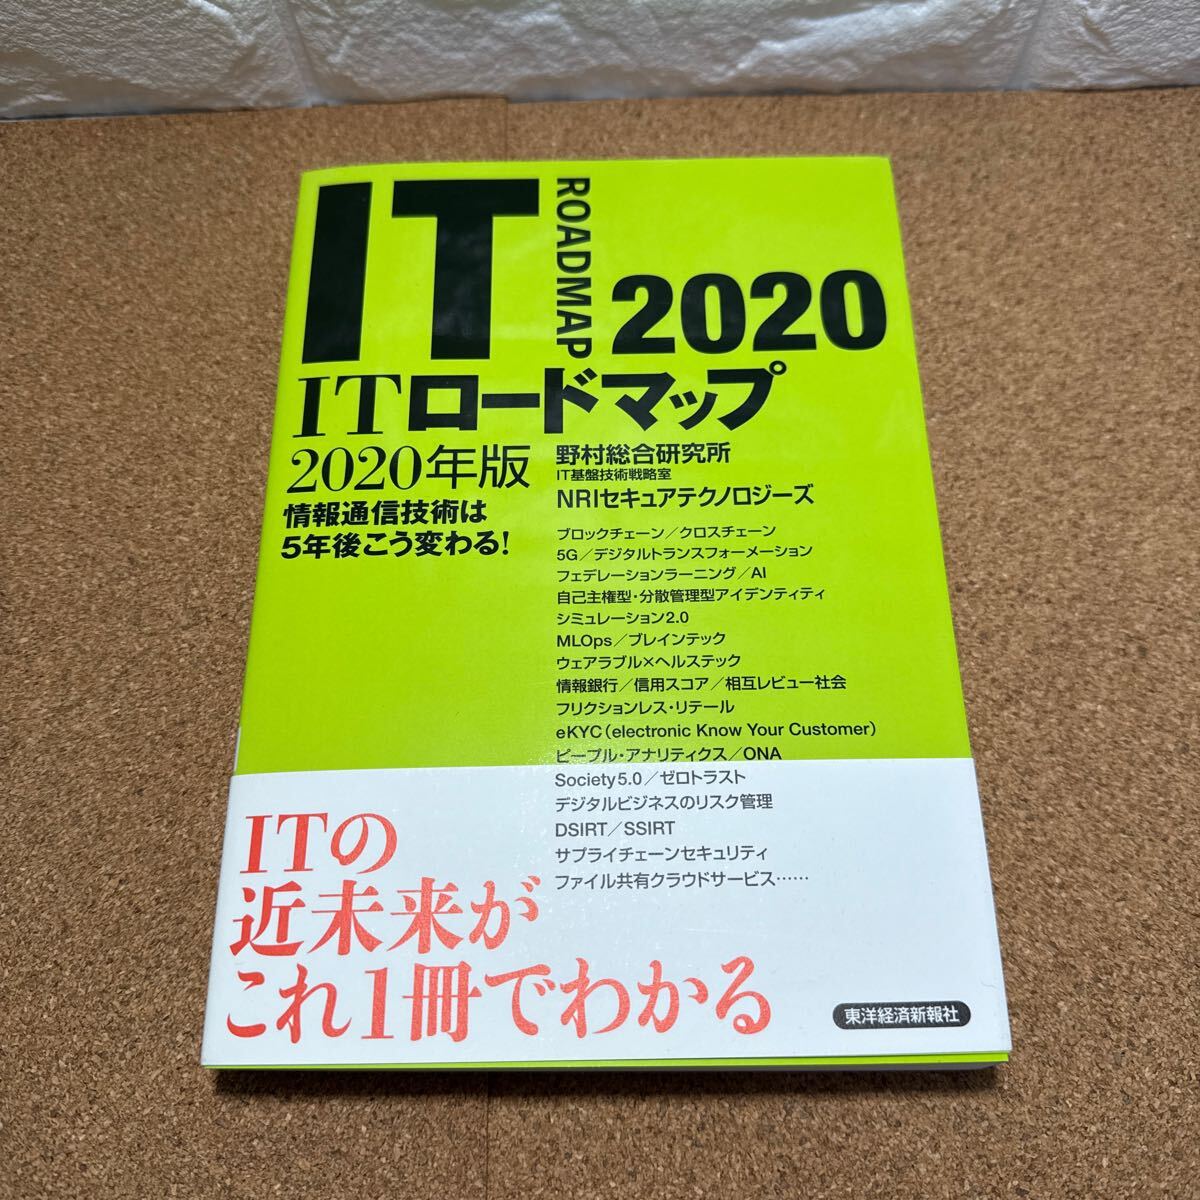 IT
ROADMAP
2020
ITロードマップ
2020年版
情報通信技術は
5年後こう変わる!
野村総合研究所
IT基盤技術戦略室
NRIセキュアテクノロジーズ
ブロックチェーン／クロスチェーン
5G／デジタルトランスフォーメーション
フェデレーションラーニング／AI
自己主権型・分散管理型アイデンティティ
シミュレーション2.0
MLOps／ブレインテック
ウェアラブル×ヘルステック
情報銀行／信用スコア／相互レビュー社会
フリクションレス・リテール
eKYC(electronic Know Your Customer)
ピープル・アナリティクス／ONA
Society5.0／ゼロトラスト
デジタルビジネスのリスク管理
DSIRT／SSIRT
サプライチェーンセキュリティ
ファイル共有クラウドサービス……
ITの
近未来が
これ1冊でわかる
東洋経済新報社